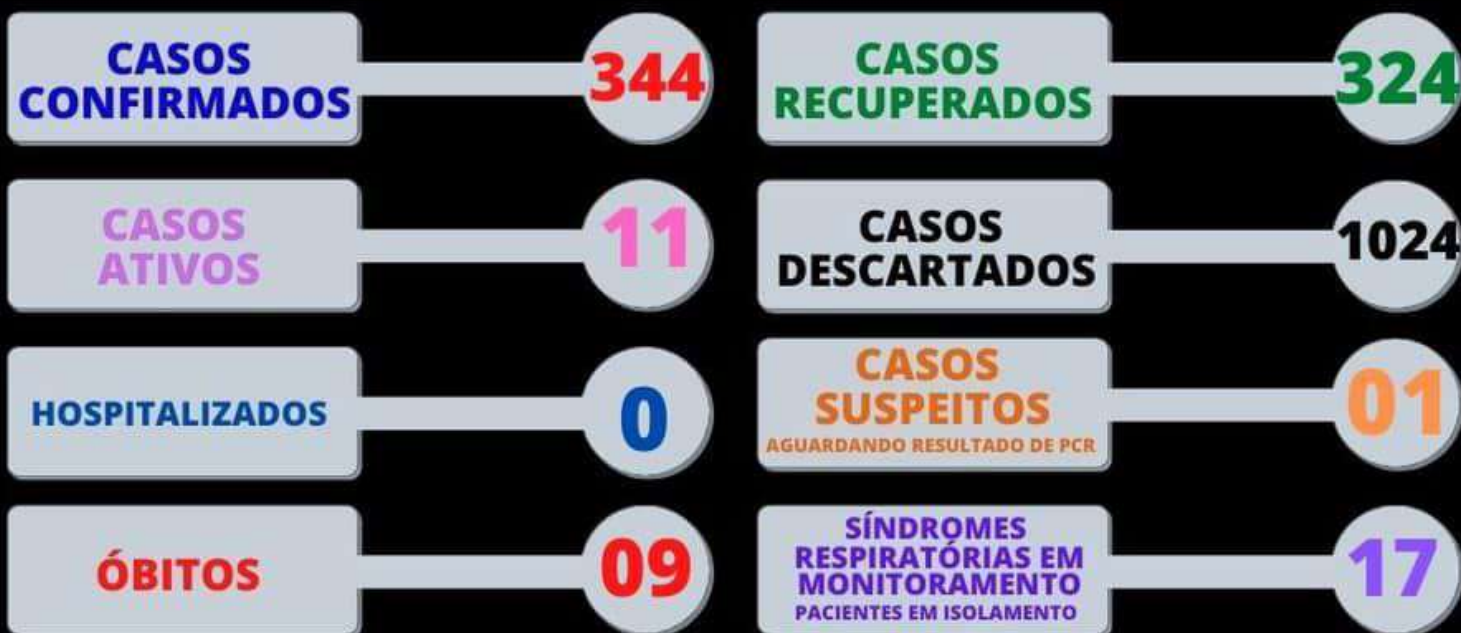 CASOS
CONFIRMADOS
344
CASOS
RECUPERADOS
324
CASOS
ATIVOS
11
CASOS
DESCARTADOS
1024
HOSPITALIZADOS
0
CASOS
SUSPEITOS
AGUARDANDO RESULTADO DE PCR
01
ÓBITOS
09
SÍNDROMES
RESPIRATÓRIAS EM
MONITORAMENTO
PACIENTES EM ISOLAMENTO
17